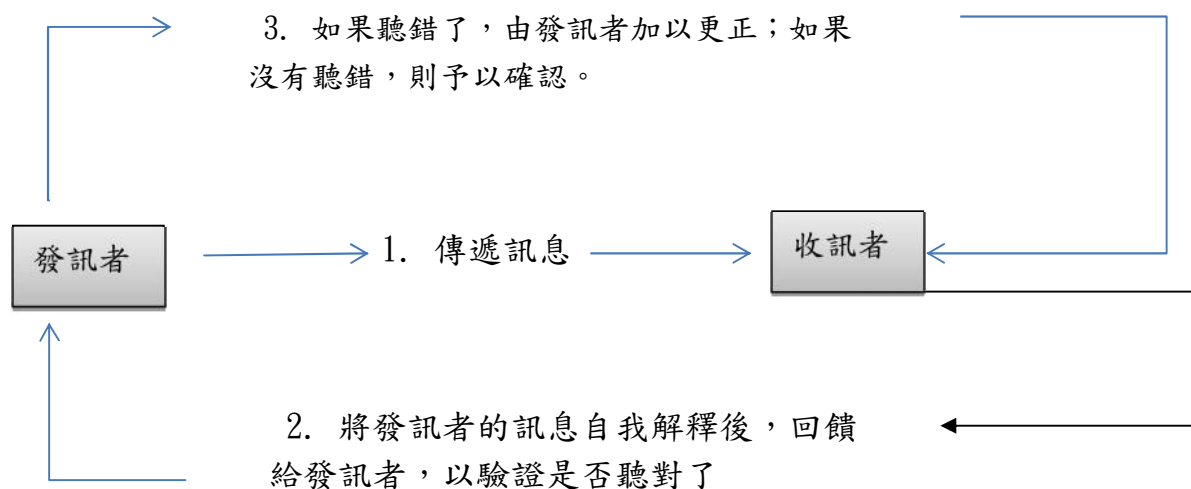 3. 如果聽錯了，由發訊者加以更正；如果
沒有聽錯，則予以確認。
發訊者
1. 傳遞訊息
收訊者
2. 將發訊者的訊息自我解釋後，回饋
給發訊者，以驗證是否聽對了